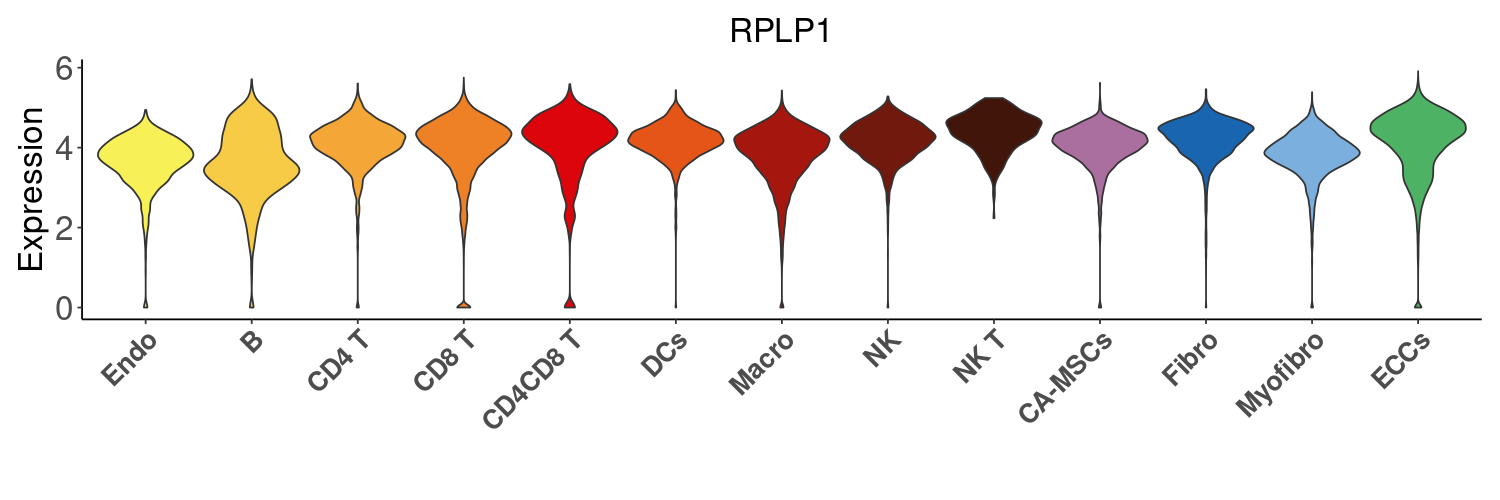 RPLP1
Expression
6
4
2
0
Endo
B
CD4 T
CD8 T
CD4CD8 T
DCs
Macro
NK
NK T
CA-MSCs
Fibro
Myofibro
ECCs